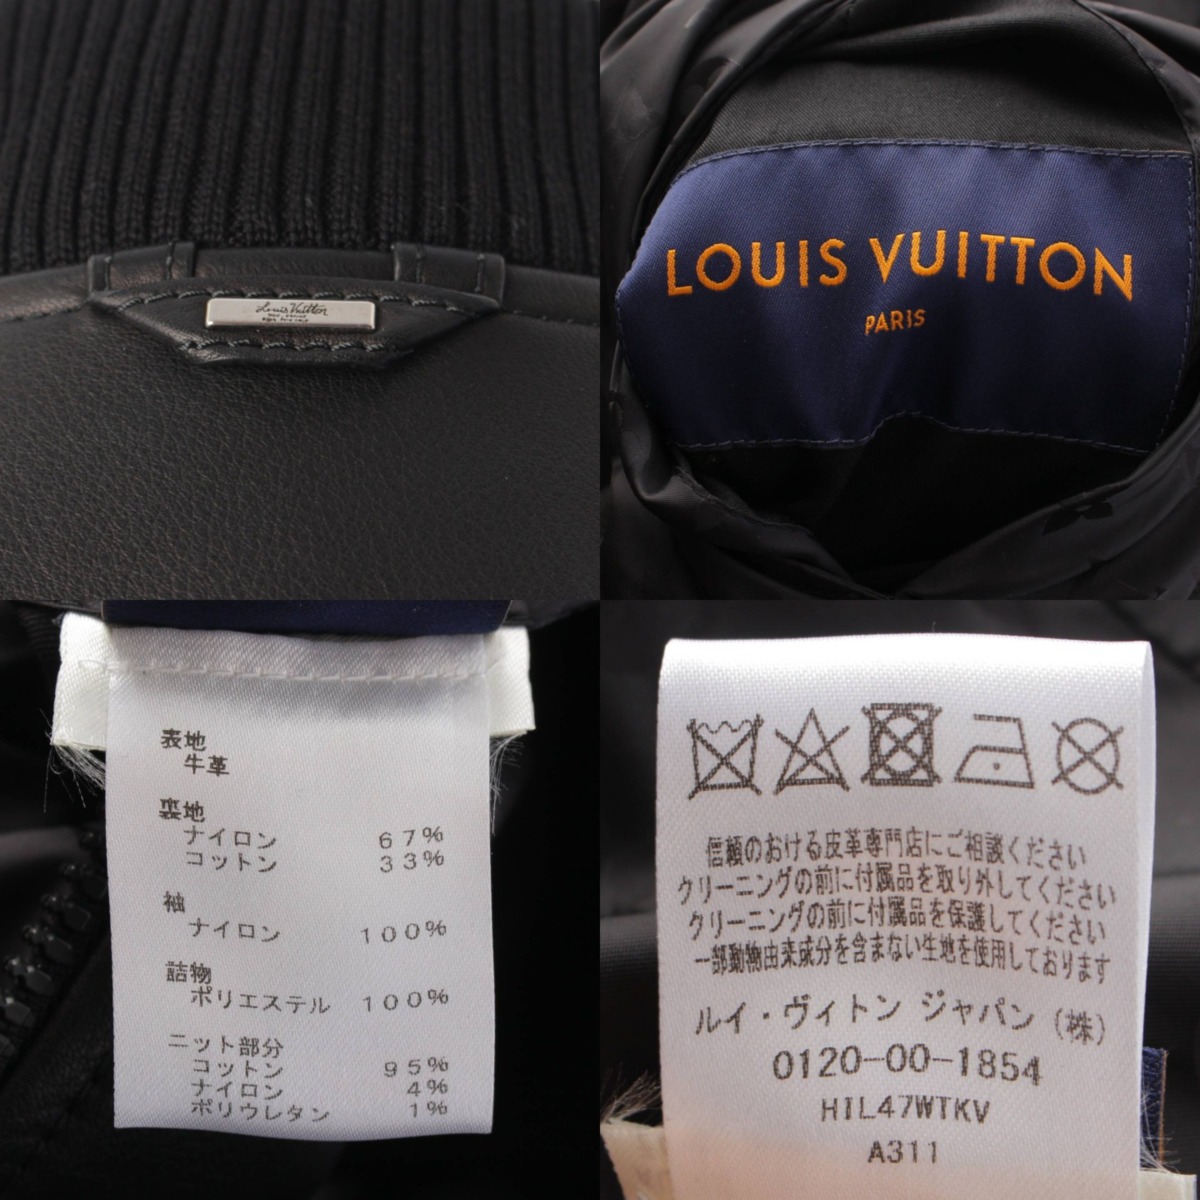 Louis Vuitton
LOUIS VUITTON
PARIS
表地
牛革
裏地
ナイロン 67%
コットン 33%
袖
ナイロン 100%
詰物
ポリエステル 100%
ニット部分
コットン 95%
ナイロン 4%
ポリウレタン 1%
信頼のおける皮革専門店にご相談ください
クリーニングの前に付属品を取り外してください
クリーニングの前に付属品を保護してください
一部動物由来成分を含まない生地を使用しております
ルイ・ヴィトン ジャパン (株)
0120-00-1854
HIL47WTKV
A311